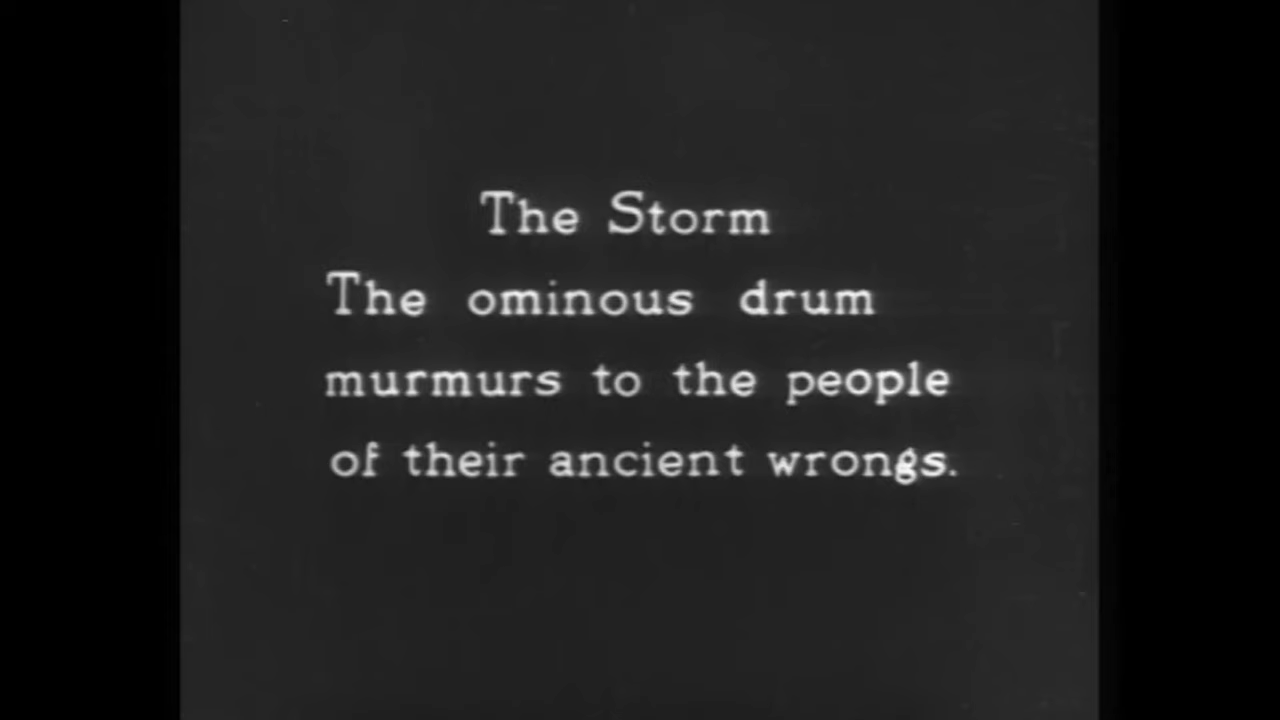 The Storm
The ominous drum
murmurs to the people
of their ancient wrongs.